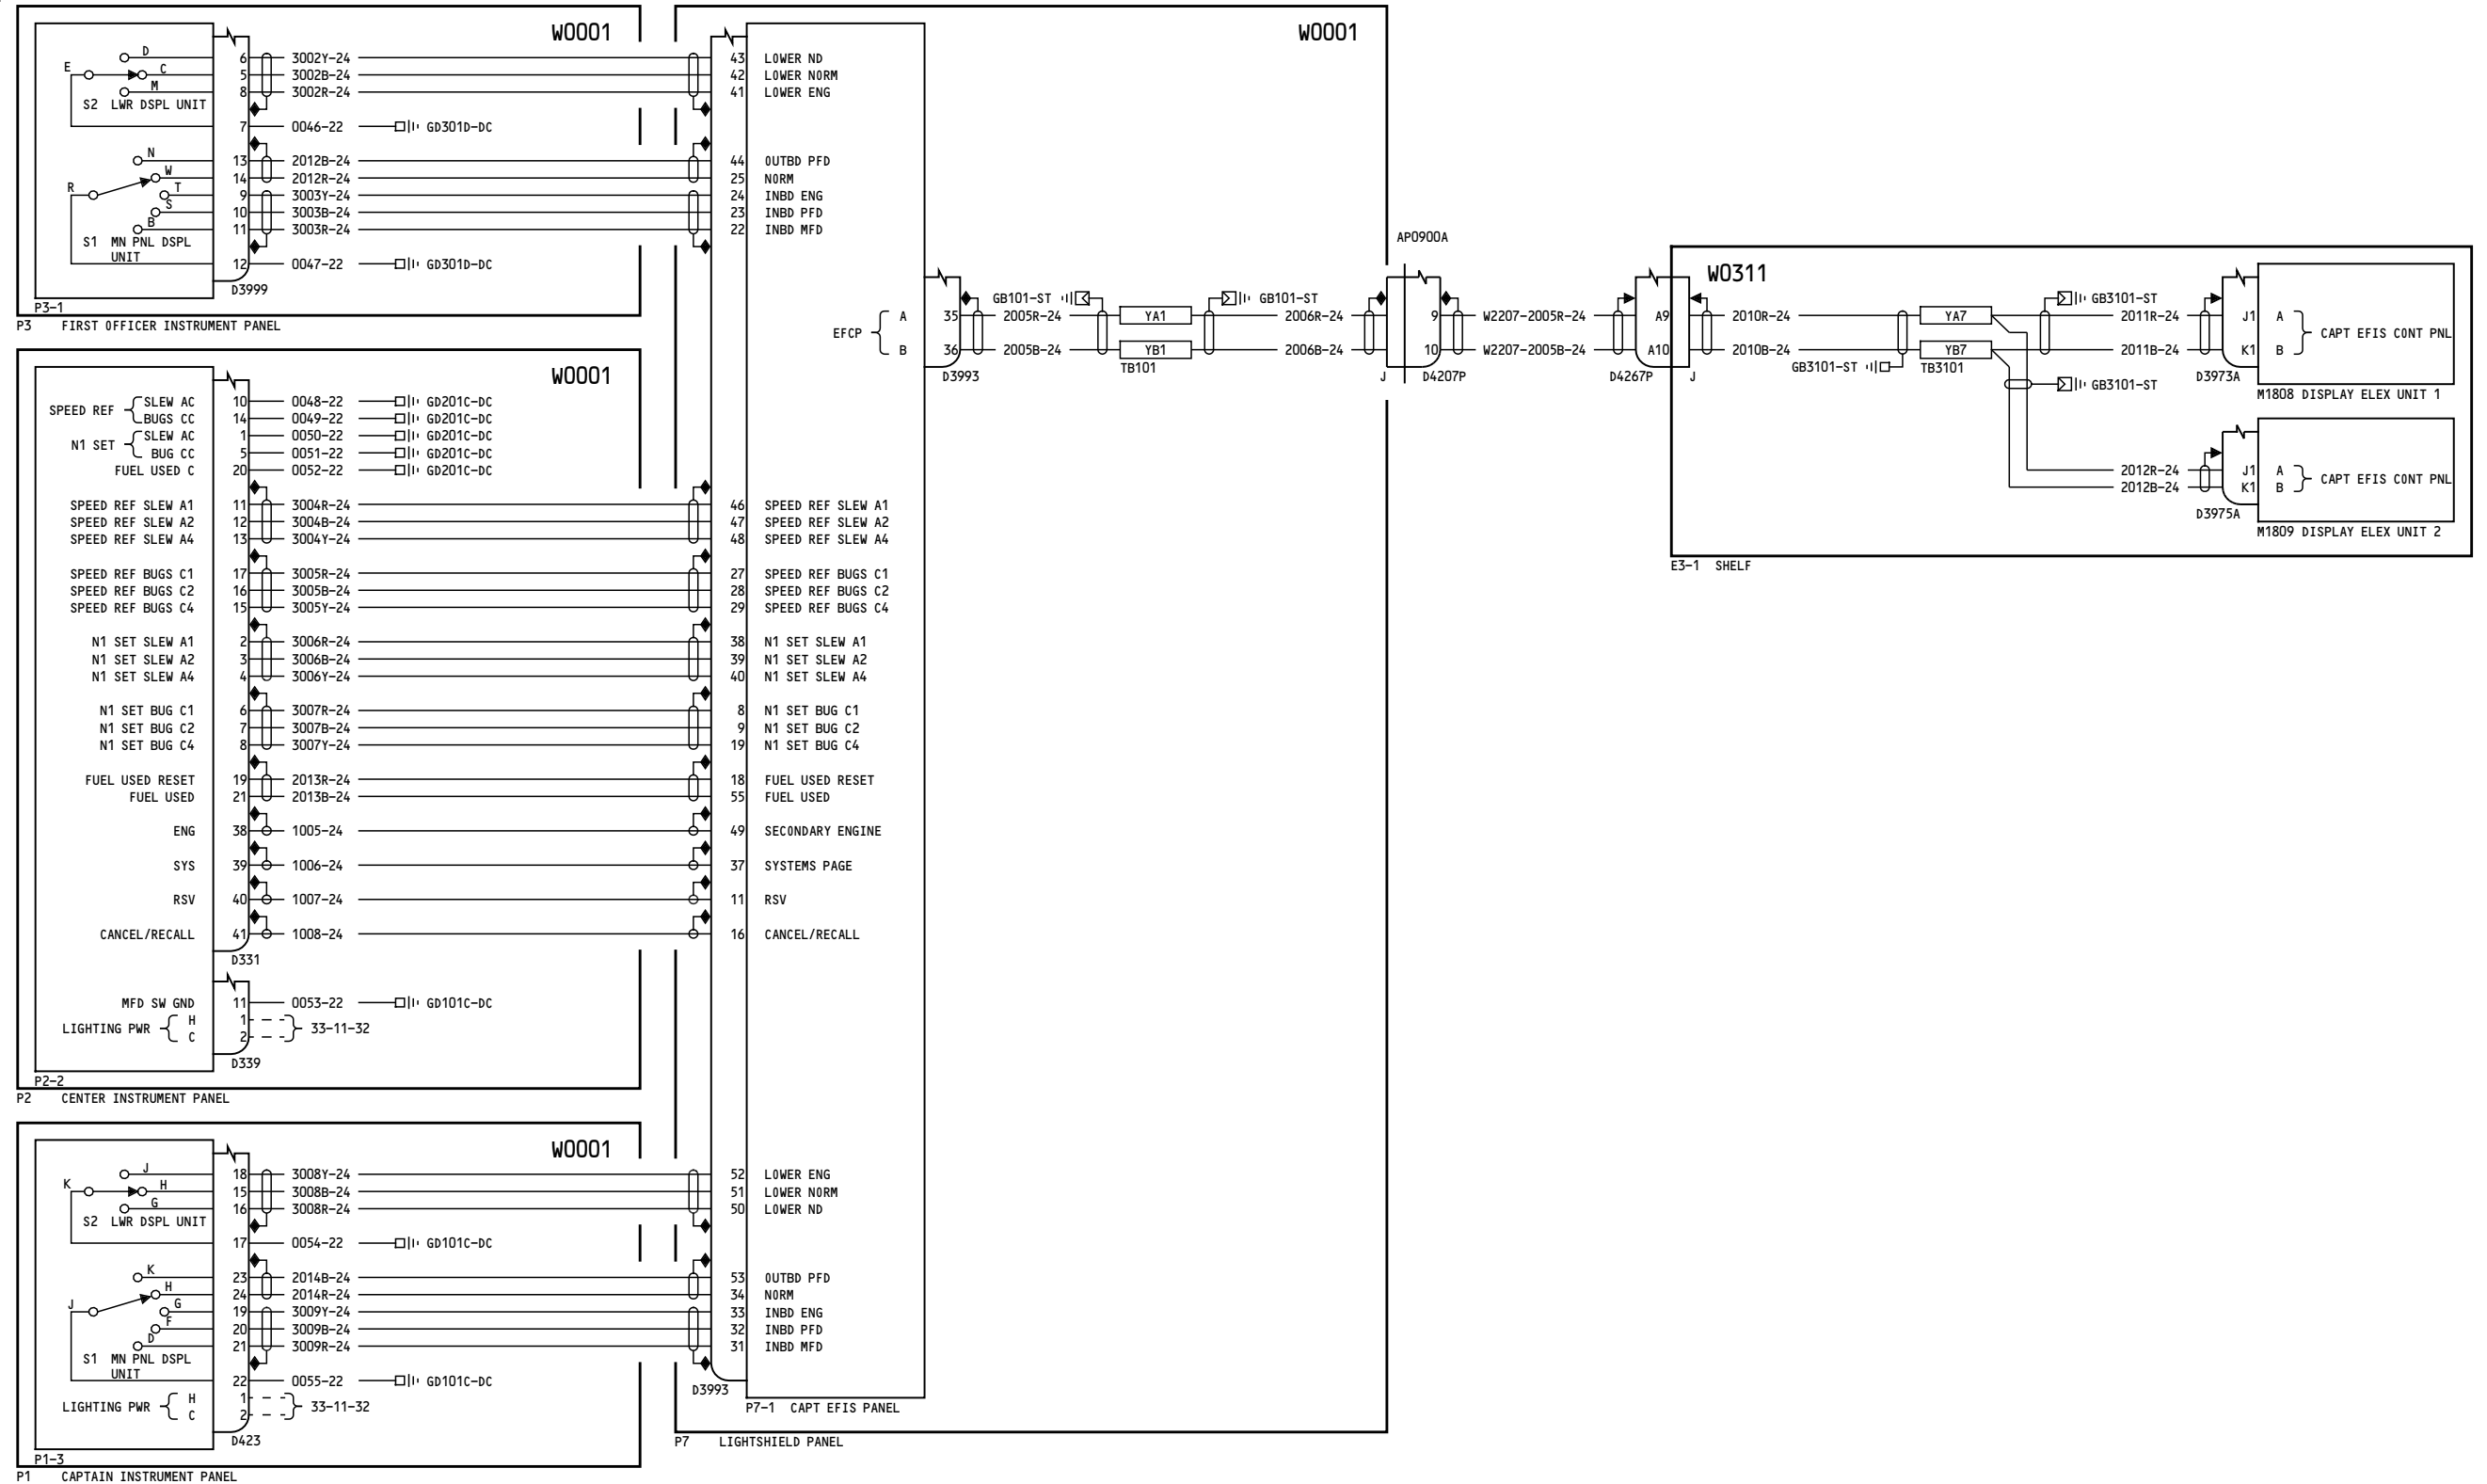 W0001
D
6 3002Y-24
E C
5 3002B-24
M
8 3002R-24
S2 LWR DSPL UNIT
7 0046-22 GD301D-DC
N
13 2012B-24
W
14 2012R-24
R T
9 3003Y-24
S
10 3003B-24
B
11 3003R-24
S1 MN PNL DSPL
UNIT
12 0047-22 GD301D-DC
D3999
P3-1
P3 FIRST OFFICER INSTRUMENT PANEL
W0001
SPEED REF
SLEW AC 10 0048-22 GD201C-DC
BUGS CC 14 0049-22 GD201C-DC
N1 SET
SLEW AC 1 0050-22 GD201C-DC
BUG CC 5 0051-22 GD201C-DC
FUEL USED C 20 0052-22 GD201C-DC
SPEED REF SLEW A1 11 3004R-24
SPEED REF SLEW A2 12 3004B-24
SPEED REF SLEW A4 13 3004Y-24
SPEED REF BUGS C1 17 3005R-24
SPEED REF BUGS C2 16 3005B-24
SPEED REF BUGS C4 15 3005Y-24
N1 SET SLEW A1 2 3006R-24
N1 SET SLEW A2 3 3006B-24
N1 SET SLEW A4 4 3006Y-24
N1 SET BUG C1 6 3007R-24
N1 SET BUG C2 7 3007B-24
N1 SET BUG C4 8 3007Y-24
FUEL USED RESET 19 2013R-24
FUEL USED 21 2013B-24
ENG 38 1005-24
SYS 39 1006-24
RSV 40 1007-24
CANCEL/RECALL 41 1008-24
D331
MFD SW GND 11 0053-22 GD101C-DC
LIGHTING PWR
H 1
C 2
33-11-32
D339
P2-2
P2 CENTER INSTRUMENT PANEL
W0001
J
18 3008Y-24
K H
15 3008B-24
G
16 3008R-24
S2 LWR DSPL UNIT
17 0054-22 GD101C-DC
K
23 2014B-24
H
24 2014R-24
J G
19 3009Y-24
F
20 3009B-24
D
21 3009R-24
S1 MN PNL DSPL
UNIT
22 0055-22 GD101C-DC
LIGHTING PWR
H 1
C 2
33-11-32
D423
P1-3
P1 CAPTAIN INSTRUMENT PANEL
W0001
43 LOWER ND
42 LOWER NORM
41 LOWER ENG
44 OUTBD PFD
25 NORM
24 INBD ENG
23 INBD PFD
22 INBD MFD
46 SPEED REF SLEW A1
47 SPEED REF SLEW A2
48 SPEED REF SLEW A4
27 SPEED REF BUGS C1
28 SPEED REF BUGS C2
29 SPEED REF BUGS C4
38 N1 SET SLEW A1
39 N1 SET SLEW A2
40 N1 SET SLEW A4
8 N1 SET BUG C1
9 N1 SET BUG C2
19 N1 SET BUG C4
18 FUEL USED RESET
55 FUEL USED
49 SECONDARY ENGINE
37 SYSTEMS PAGE
11 RSV
16 CANCEL/RECALL
52 LOWER ENG
51 LOWER NORM
50 LOWER ND
53 OUTBD PFD
34 NORM
33 INBD ENG
32 INBD PFD
31 INBD MFD
D3993
P7-1 CAPT EFIS PANEL
P7 LIGHTSHIELD PANEL
EFCP
A 35 2005R-24 YA1 2006R-24 9 W2207-2005R-24 A9 2010R-24 YA7 2011R-24 J1 A
B 36 2005B-24 YB1 2006B-24 10 W2207-2005B-24 A10 2010B-24 YB7 2011B-24 K1 B
GB101-ST
GB101-ST
D3993
TB101
AP0900A
J D4207P
D4267P J
W0311
GB3101-ST
GB3101-ST
TB3101
GB3101-ST
CAPT EFIS CONT PNL
D3973A
M1808 DISPLAY ELEX UNIT 1
2012R-24 J1 A
2012B-24 K1 B
CAPT EFIS CONT PNL
D3975A
M1809 DISPLAY ELEX UNIT 2
E3-1 SHELF